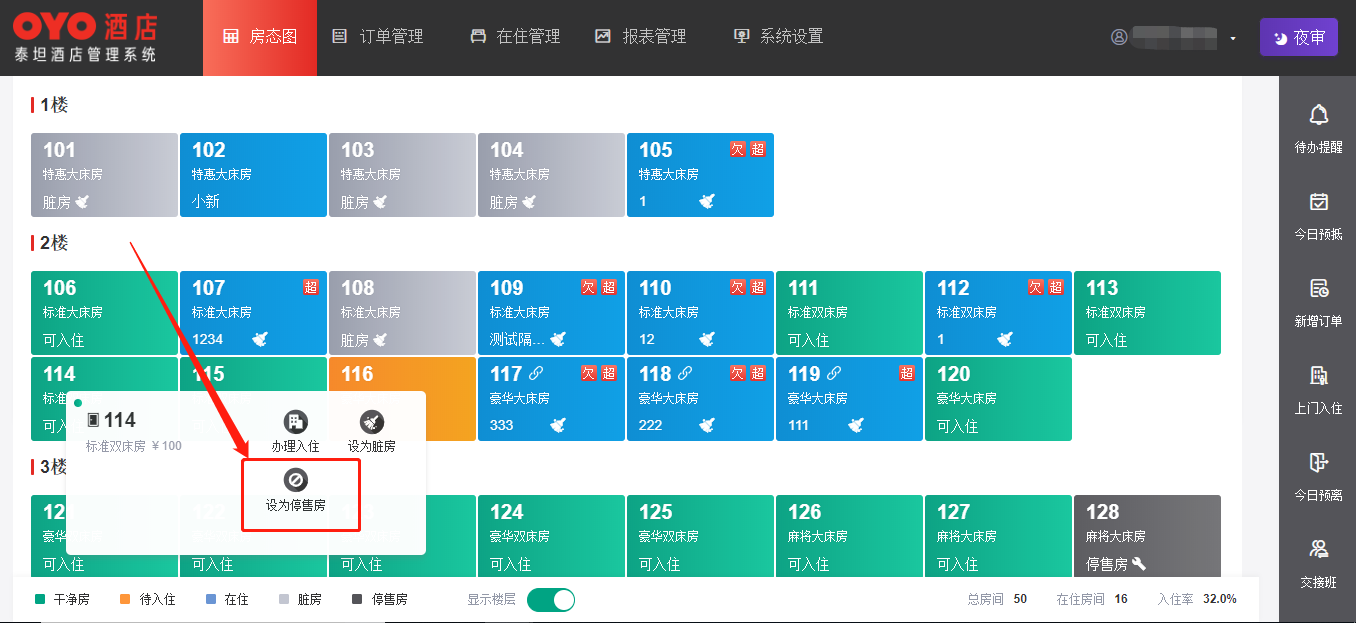 OYO 酒店
泰坦酒店管理系统
房态图 订单管理 在住管理 报表管理 系统设置 夜审
1楼
101 102 103 104 105 欠 超
特惠大床房 特惠大床房 特惠大床房 特惠大床房 特惠大床房
脏房 小新 脏房 脏房 1
2楼
106 107 超 108 109 欠 超 110 欠 超 111 112 欠 超 113
标准大床房 标准大床房 标准大床房 标准大床房 标准大床房 标准双床房 标准双床房 标准双床房
可入住 1234 脏房 测试隔... 12 可入住 1 可入住
114 115 116 117 欠 超 118 欠 超 119 超 120
豪华大床房 豪华大床房 豪华大床房 豪华大床房
333 222 111 可入住
114
标准双床房 ￥100
办理入住 设为脏房
设为停售房
3楼
124 125 126 127 128
豪华双床房 豪华双床房 麻将大床房 麻将大床房 麻将大床房
可入住 可入住 可入住 可入住 可入住 可入住 可入住 停售房
干净房 待入住 在住 脏房 停售房 显示楼层 总房间 50 在住房间 16 入住率 32.0%
待办提醒
今日预抵
新增订单
上门入住
今日预离
交接班